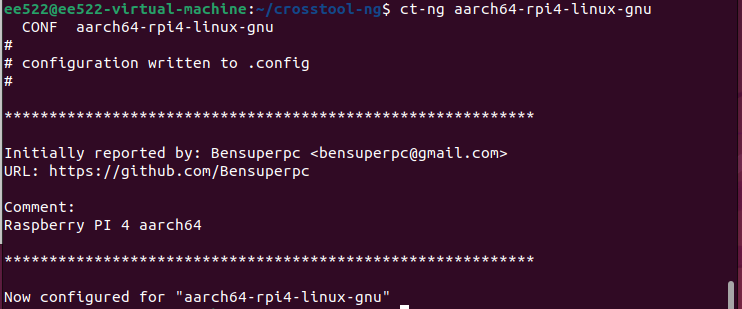 ee522@ee522-virtual-machine:~/crosstool-ng$ ct-ng aarch64-rpi4-linux-gnu
CONF aarch64-rpi4-linux-gnu
#
# configuration written to .config
#
***********************************************************
Initially reported by: Bensuperpc <bensuperpc@gmail.com>
URL: https://github.com/Bensuperpc
Comment:
Raspberry PI 4 aarch64
***********************************************************
Now configured for "aarch64-rpi4-linux-gnu"